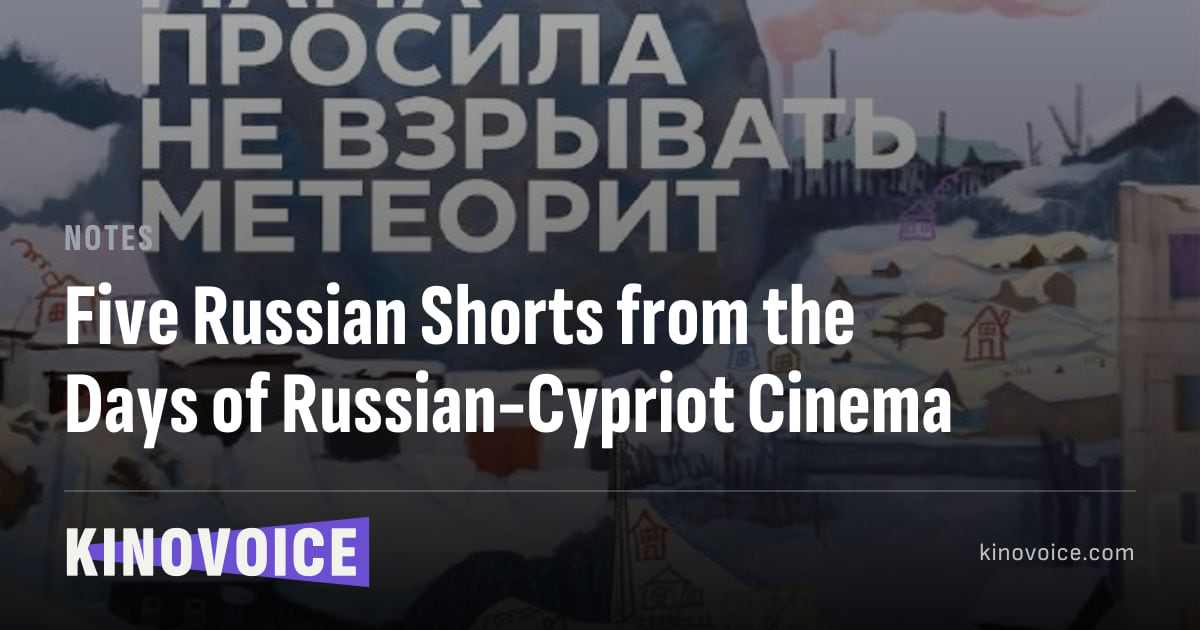 ПРОСИЛА
НЕ ВЗРЫВАТЬ
МЕТЕОРИТ
NOTES
Five Russian Shorts from the
Days of Russian-Cypriot Cinema
KINOVOICE
kinovoice.com